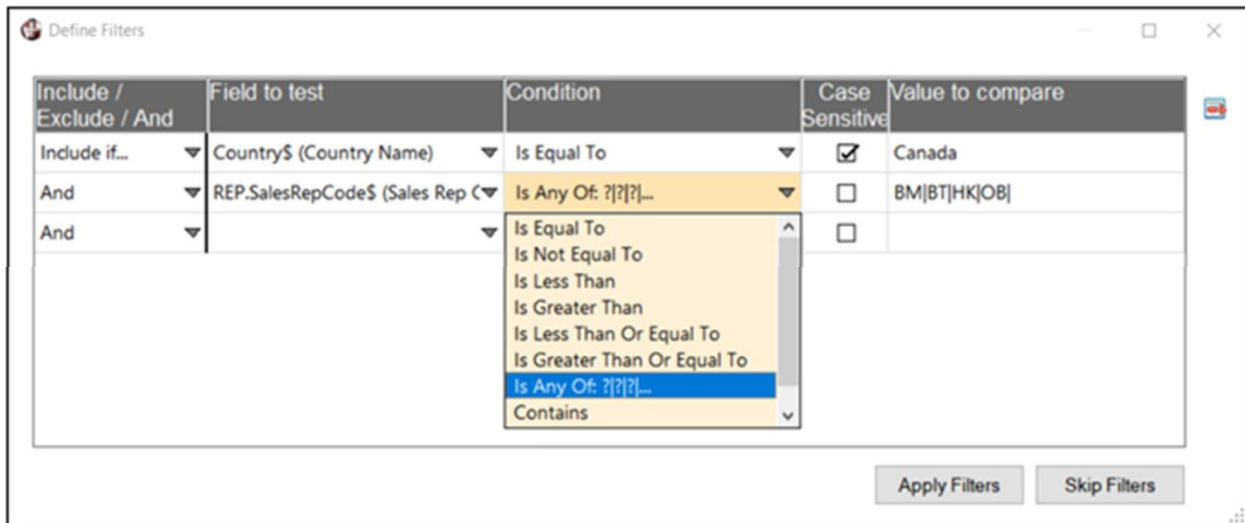 Define Filters
Include / Exclude / And Field to test Condition Case Sensitive Value to compare
Include if... Country$ (Country Name) Is Equal To Canada
And REP.SalesRepCode$ (Sales Rep C Is Any Of: ?|?|?|... BM|BT|HK|OB|
And
Is Equal To
Is Not Equal To
Is Less Than
Is Greater Than
Is Less Than Or Equal To
Is Greater Than Or Equal To
Is Any Of: ?|?|?|...
Contains
Apply Filters Skip Filters